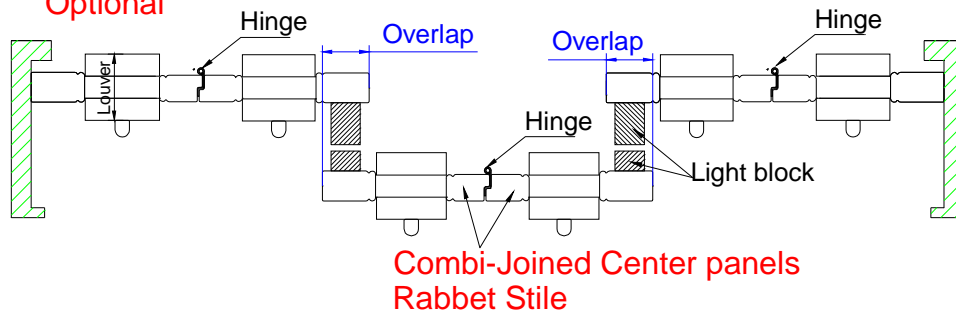 Optional
Hinge
Hinge
Overlap
Overlap
Louver
Hinge
Light block
Combi-Joined Center panels
Rabbet Stile